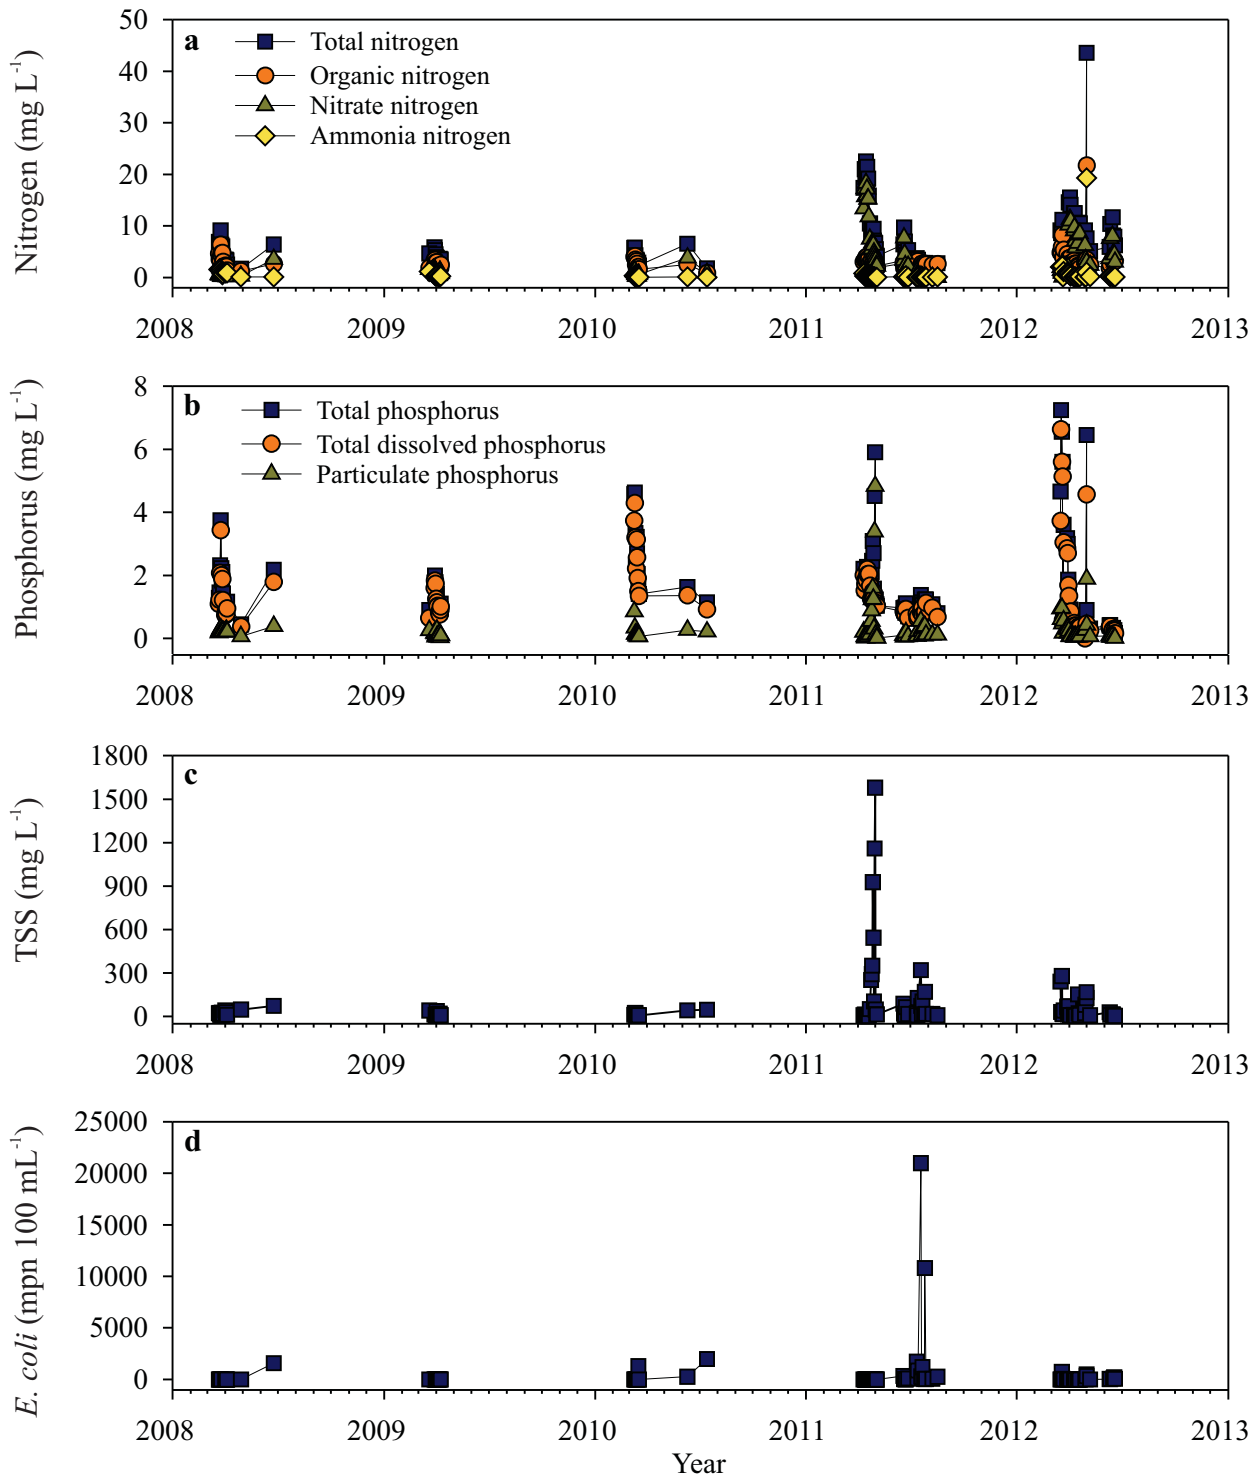 Nitrogen (mg L-1)
50
40
30
20
10
0
a
Total nitrogen
Organic nitrogen
Nitrate nitrogen
Ammonia nitrogen
2008 2009 2010 2011 2012 2013
Phosphorus (mg L-1)
8
6
4
2
0
b
Total phosphorus
Total dissolved phosphorus
Particulate phosphorus
2008 2009 2010 2011 2012 2013
TSS (mg L-1)
1800
1500
1200
900
600
300
0
c
2008 2009 2010 2011 2012 2013
E. coli (mpn 100 mL-1)
25000
20000
15000
10000
5000
0
d
2008 2009 2010 2011 2012 2013
Year